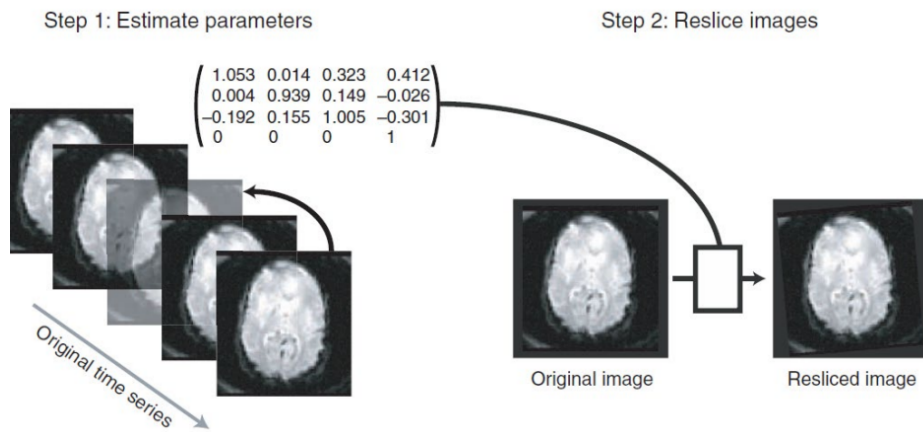 Step 1: Estimate parameters
Step 2: Reslice images
1.053 0.014 0.323 0.412
0.004 0.939 0.149 –0.026
–0.192 0.155 1.005 –0.301
0 0 0 1
Original time series
Original image
Resliced image